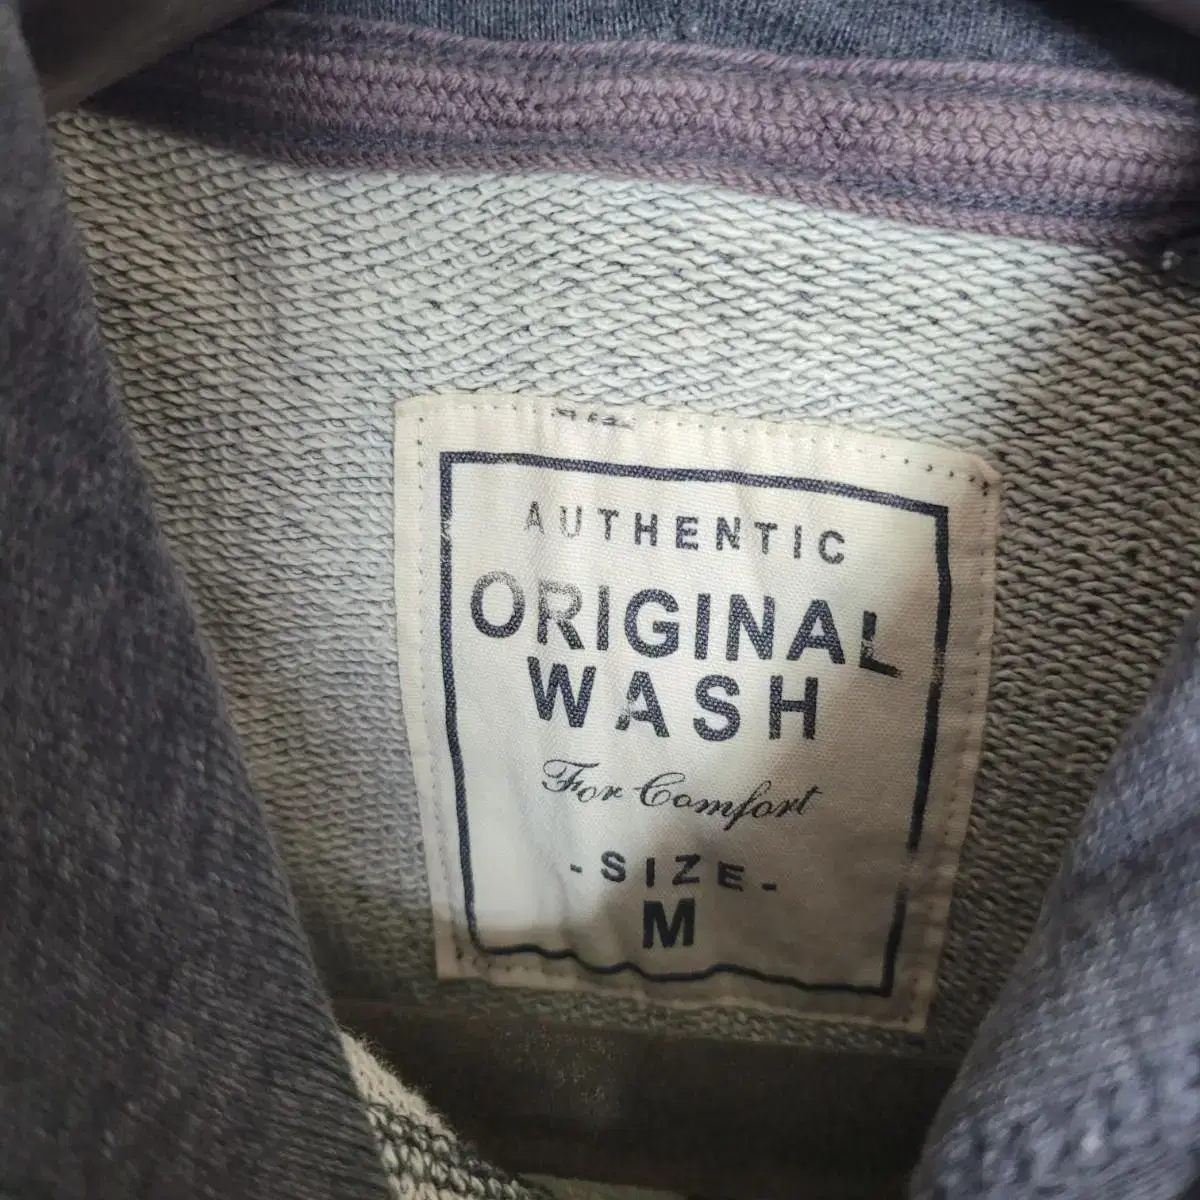 AUTHENTIC
ORIGINAL
WASH
For Comfort
-SIZE-
M